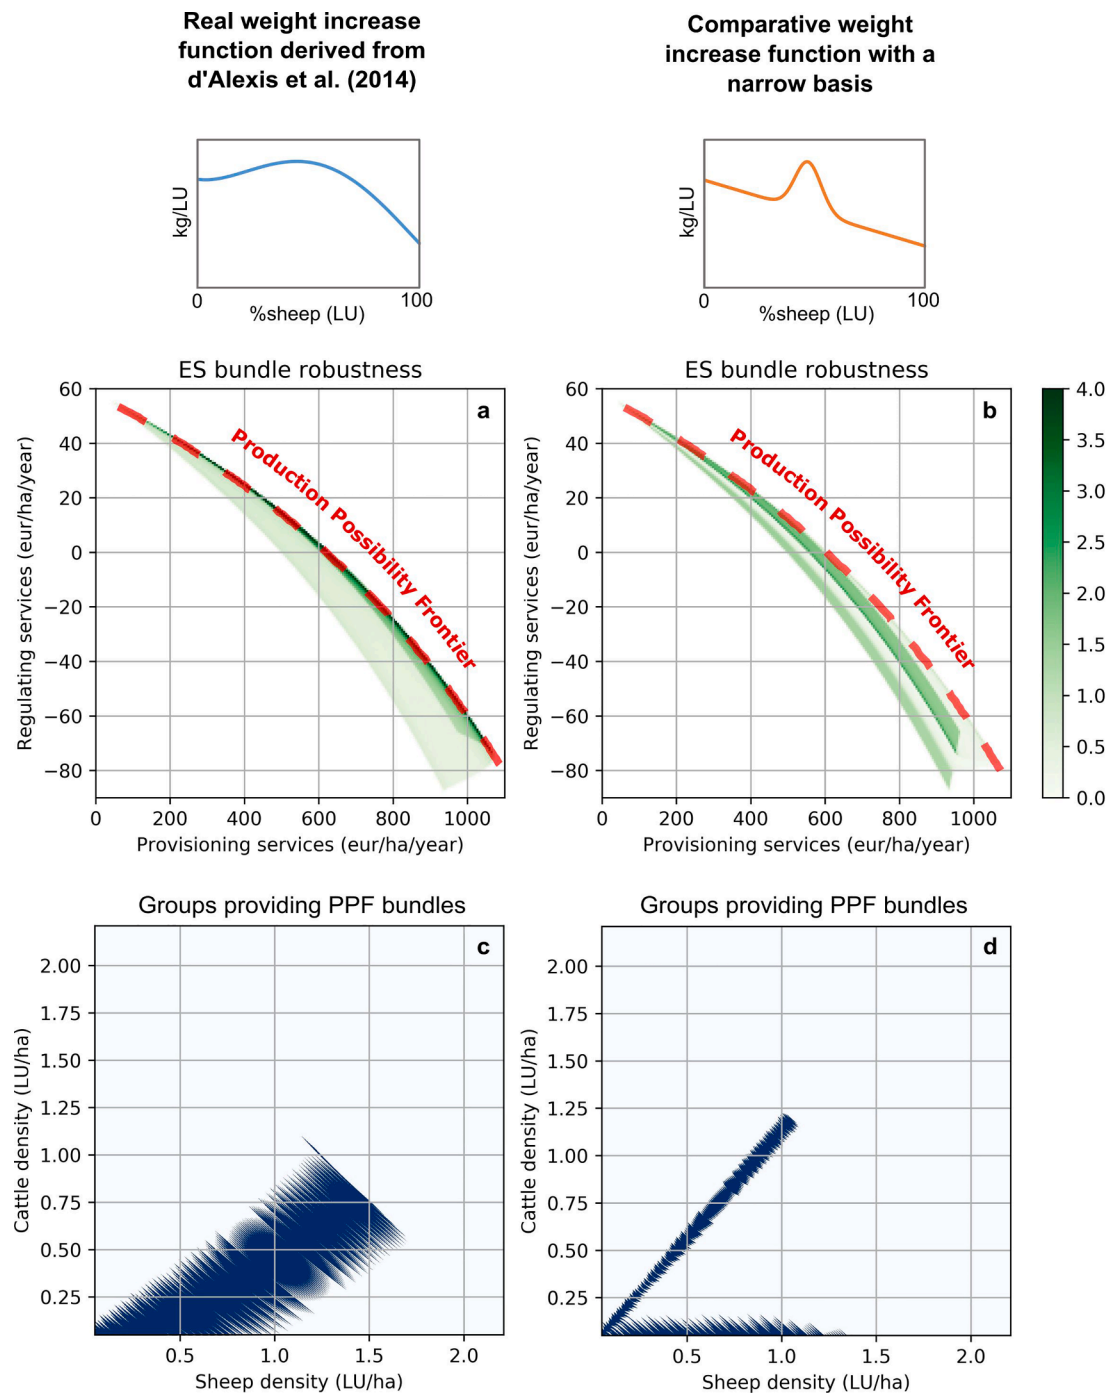 Real weight increase
function derived from
d'Alexis et al. (2014)
Comparative weight
increase function with a
narrow basis
kg/LU
0
100
%sheep (LU)
kg/LU
0
100
%sheep (LU)
ES bundle robustness
a
Production Possibility Frontier
Regulating services (eur/ha/year)
60
40
20
0
−20
−40
−60
−80
0 200 400 600 800 1000
Provisioning services (eur/ha/year)
ES bundle robustness
b
Production Possibility Frontier
Regulating services (eur/ha/year)
60
40
20
0
−20
−40
−60
−80
0 200 400 600 800 1000
Provisioning services (eur/ha/year)
4.0
3.5
3.0
2.5
2.0
1.5
1.0
0.5
0.0
Groups providing PPF bundles
c
Cattle density (LU/ha)
2.00
1.75
1.50
1.25
1.00
0.75
0.50
0.25
0.5 1.0 1.5 2.0
Sheep density (LU/ha)
Groups providing PPF bundles
d
Cattle density (LU/ha)
2.00
1.75
1.50
1.25
1.00
0.75
0.50
0.25
0.5 1.0 1.5 2.0
Sheep density (LU/ha)